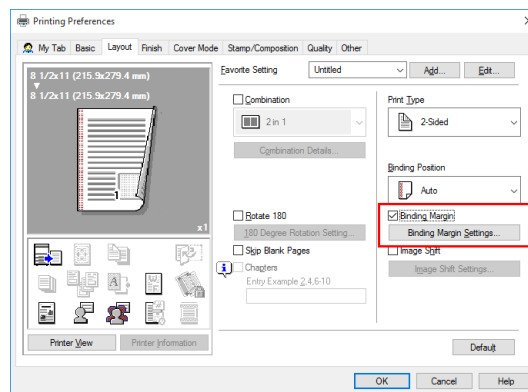 Printing Preferences
My Tab Basic Layout Finish Cover Mode Stamp/Composition Quality Other
8 1/2x11 (215.9x279.4 mm)
8 1/2x11 (215.9x279.4 mm)
1
x1
Printer View
Printer Information
Favorite Setting
Untitled
Add...
Edit...
Combination
2 in 1
Combination Details...
Rotate 180
180 Degree Rotation Setting...
Skip Blank Pages
Chapters
Entry Example 2,4,6-10
Print Type
2-Sided
Binding Position
Auto
Binding Margin
Binding Margin Settings...
Image Shift
Image Shift Settings...
Default
OK
Cancel
Help